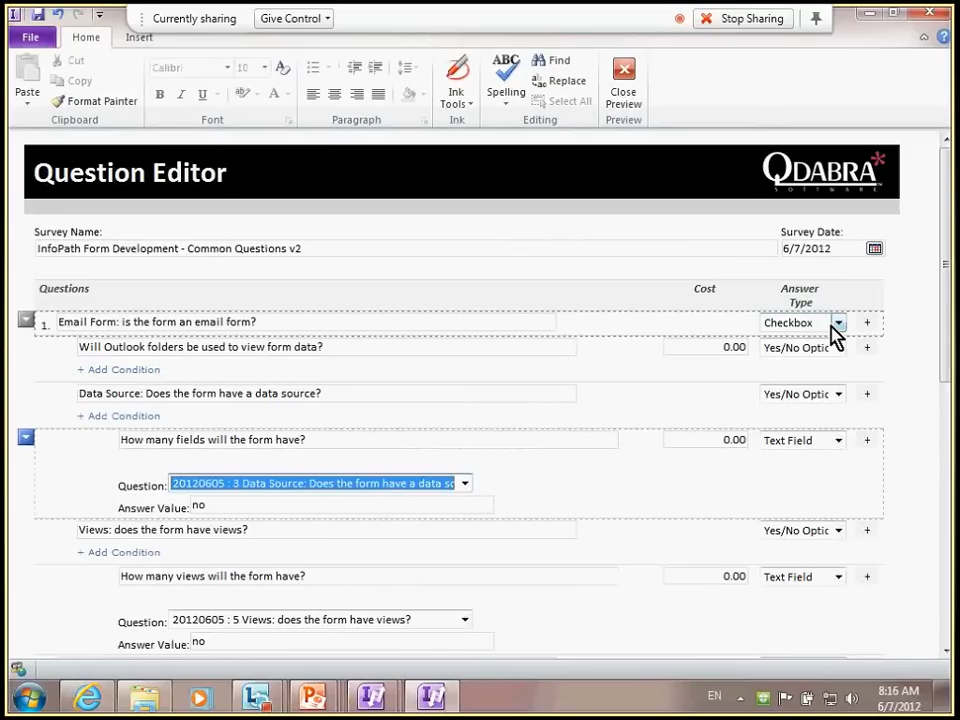 Currently sharing Give Control Stop Sharing
File Home Insert
Paste Cut Copy Format Painter Clipboard
Calibri 10 B I U A Font
Paragraph
Ink Tools Ink
ABC Spelling Find Replace Select All Editing
Close Preview Preview
Question Editor
QDABRA
SOFTWARE
Survey Name: Survey Date:
InfoPath Form Development - Common Questions v2 6/7/2012
Questions Cost Answer Type
1. Email Form: is the form an email form? Checkbox +
Will Outlook folders be used to view form data? 0.00 Yes/No Optic +
+ Add Condition
Data Source: Does the form have a data source? Yes/No Optic +
+ Add Condition
How many fields will the form have? 0.00 Text Field +
Question: 20120605 : 3 Data Source: Does the form have a data so
Answer Value: no
Views: does the form have views? Yes/No Optic +
+ Add Condition
How many views will the form have? 0.00 Text Field +
Question: 20120605 : 5 Views: does the form have views?
Answer Value: no
EN 8:16 AM
6/7/2012